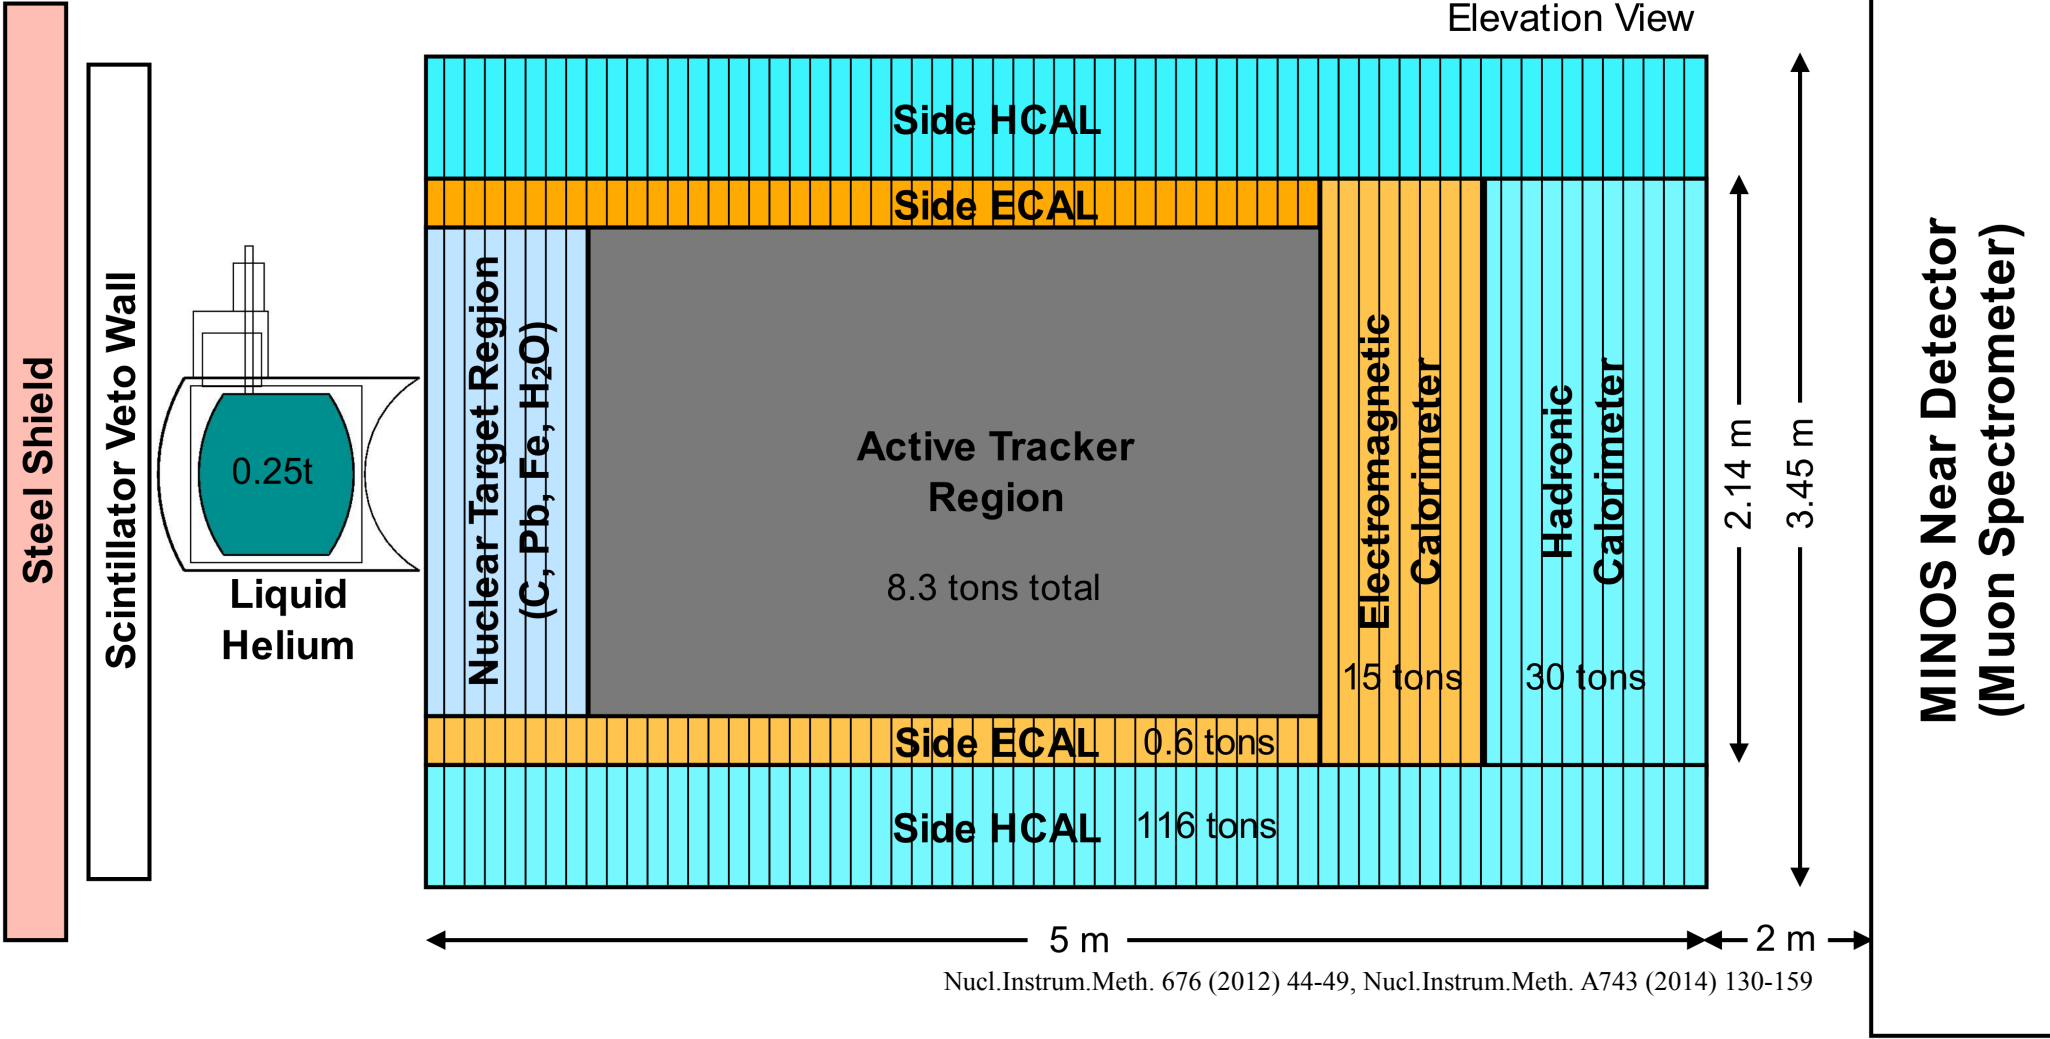 Elevation View
Side HCAL
Side ECAL
Steel Shield
Scintillator Veto Wall
0.25t
Liquid
Helium
Nuclear Target Region
(C, Pb, Fe, H₂O)
Active Tracker
Region
8.3 tons total
Electromagnetic
Calorimeter
15 tons
Hadronic
Calorimeter
30 tons
2.14 m
3.45 m
MINOS Near Detector
(Muon Spectrometer)
Side ECAL 0.6 tons
Side HCAL 116 tons
5 m
2 m
Nucl.Instrum.Meth. 676 (2012) 44-49, Nucl.Instrum.Meth. A743 (2014) 130-159